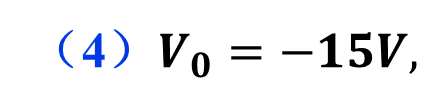 （4）V₀ = −15V,